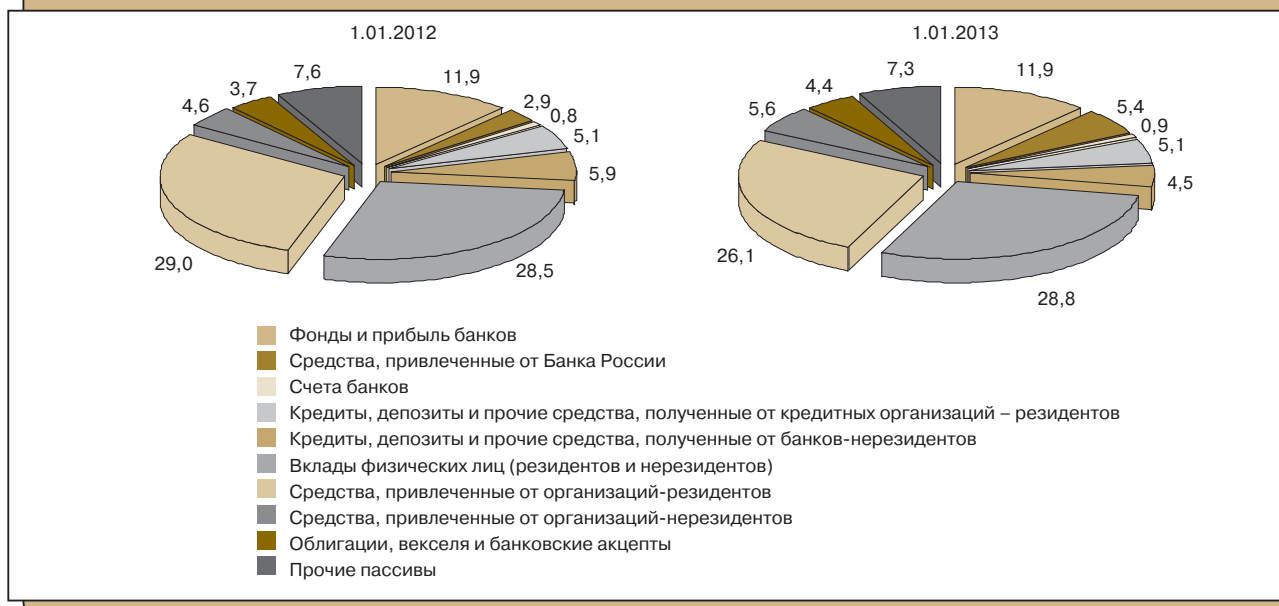 1.01.2012
7,6
11,9
3,7
2,9
0,8
4,6
5,1
5,9
29,0
28,5
1.01.2013
7,3
11,9
4,4
5,4
0,9
5,6
5,1
4,5
26,1
28,8
Фонды и прибыль банков
Средства, привлеченные от Банка России
Счета банков
Кредиты, депозиты и прочие средства, полученные от кредитных организаций – резидентов
Кредиты, депозиты и прочие средства, полученные от банков-нерезидентов
Вклады физических лиц (резидентов и нерезидентов)
Средства, привлеченные от организаций-резидентов
Средства, привлеченные от организаций-нерезидентов
Облигации, векселя и банковские акцепты
Прочие пассивы